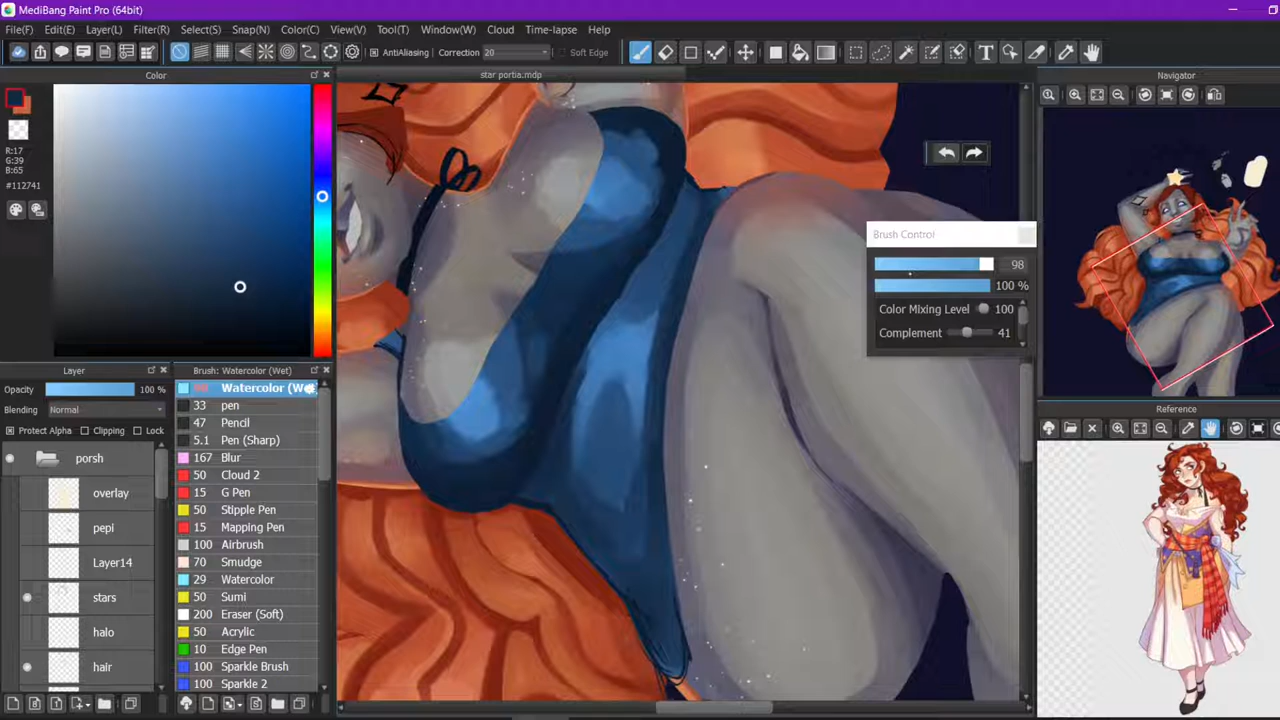 MediBang Paint Pro (64bit)
File(F) Edit(E) Layer(L) Filter(R) Select(S) Snap(N) Color(C) View(V) Tool(T) Window(W) Cloud Time-lapse Help
AntiAliasing Correction 20 Soft Edge
Color
star portia.mdp
Navigator
R:17
G:39
B:65
#112741
Brush Control
98
100 %
Color Mixing Level 100
Complement 41
Layer
Opacity 100 %
Blending Normal
Protect Alpha Clipping Lock
porsh
overlay
pepi
Layer14
stars
halo
hair
Brush: Watercolor (Wet)
Watercolor (We
33 pen
47 Pencil
5.1 Pen (Sharp)
167 Blur
50 Cloud 2
15 G Pen
50 Stipple Pen
15 Mapping Pen
100 Airbrush
70 Smudge
29 Watercolor
50 Sumi
200 Eraser (Soft)
50 Acrylic
10 Edge Pen
100 Sparkle Brush
100 Sparkle 2
Reference